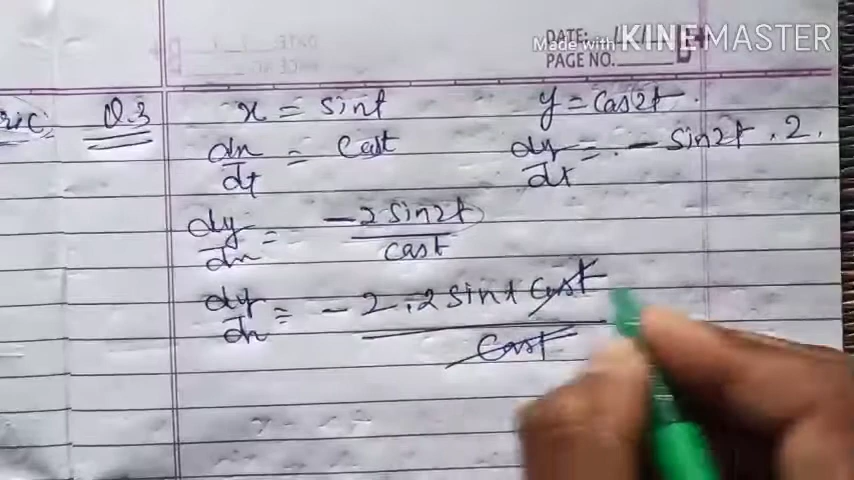 DATE:
Made with KINEMASTER
PAGE NO.
Q.3 x = sint y = cos2t.
dx/dt = cost dy/dt = - sin2t . 2.
dy/dx = -2 sin2t / cost
dy/dx = - 2.2 sint cost / cost